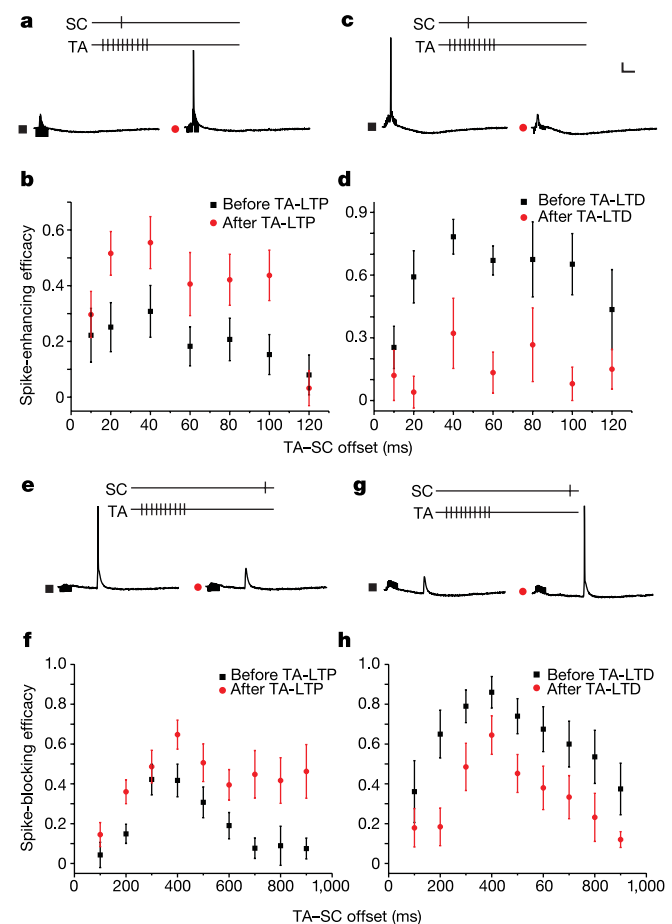 a
SC
TA
c
SC
TA
b
Before TA-LTP
After TA-LTP
Spike-enhancing efficacy
0.6
0.4
0.2
0
0 20 40 60 80 100 120
d
Before TA-LTD
After TA-LTD
0.9
0.6
0.3
0
0 20 40 60 80 100 120
TA–SC offset (ms)
e
SC
TA
g
SC
TA
f
Before TA-LTP
After TA-LTP
Spike-blocking efficacy
1.0
0.8
0.6
0.4
0.2
0
0 200 400 600 800 1,000
h
Before TA-LTD
After TA-LTD
1.0
0.8
0.6
0.4
0.2
0
0 200 400 600 800 1,000
TA–SC offset (ms)